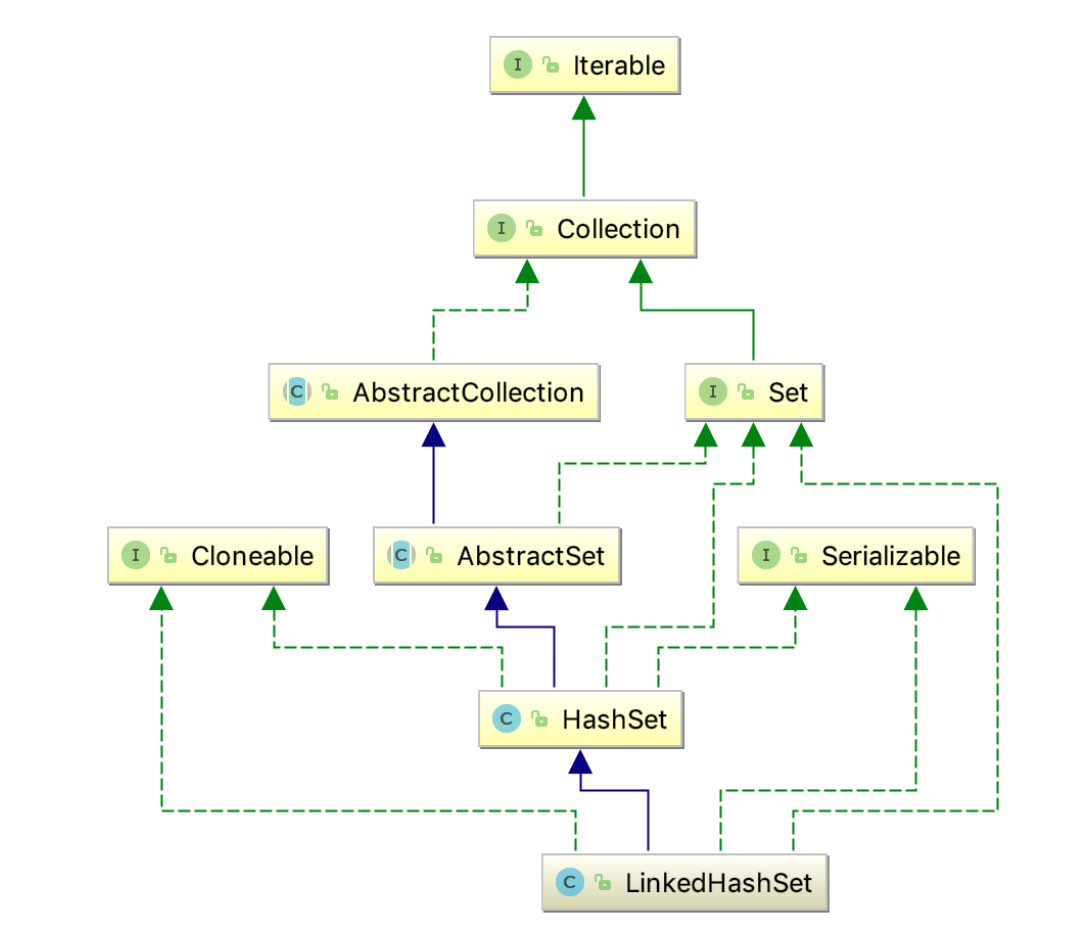 I Iterable
I Collection
C AbstractCollection
I Set
I Cloneable
C AbstractSet
I Serializable
C HashSet
C LinkedHashSet